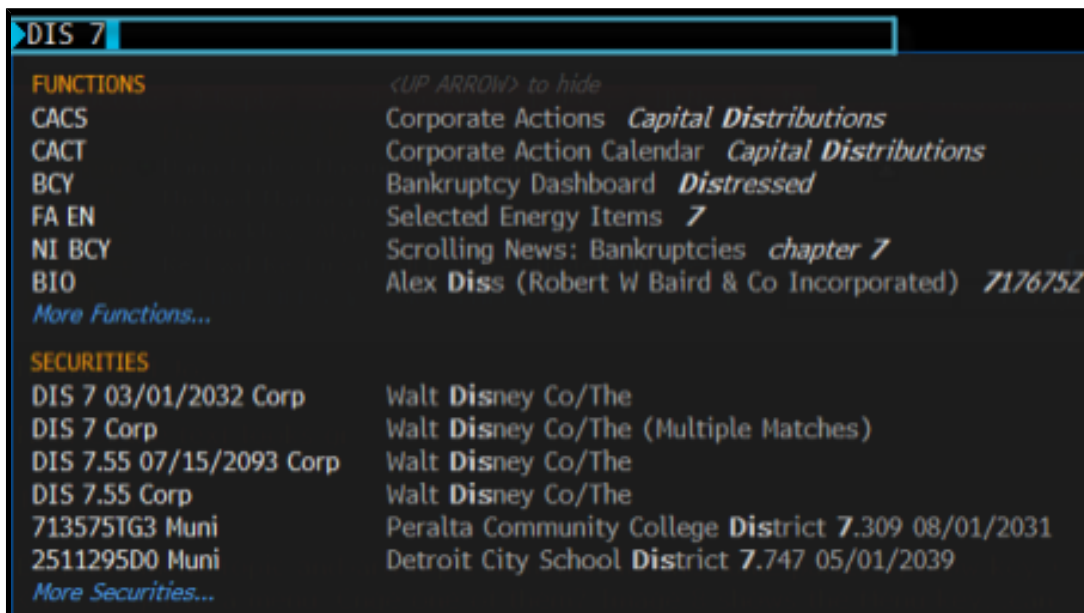 DIS 7
FUNCTIONS <UP ARROW> to hide
CACS Corporate Actions Capital Distributions
CACT Corporate Action Calendar Capital Distributions
BCY Bankruptcy Dashboard Distressed
FA EN Selected Energy Items 7
NI BCY Scrolling News: Bankruptcies chapter 7
BIO Alex Diss (Robert W Baird & Co Incorporated) 717675Z
More Functions...
SECURITIES
DIS 7 03/01/2032 Corp Walt Disney Co/The
DIS 7 Corp Walt Disney Co/The (Multiple Matches)
DIS 7.55 07/15/2093 Corp Walt Disney Co/The
DIS 7.55 Corp Walt Disney Co/The
713575TG3 Muni Peralta Community College District 7.309 08/01/2031
2511295D0 Muni Detroit City School District 7.747 05/01/2039
More Securities...